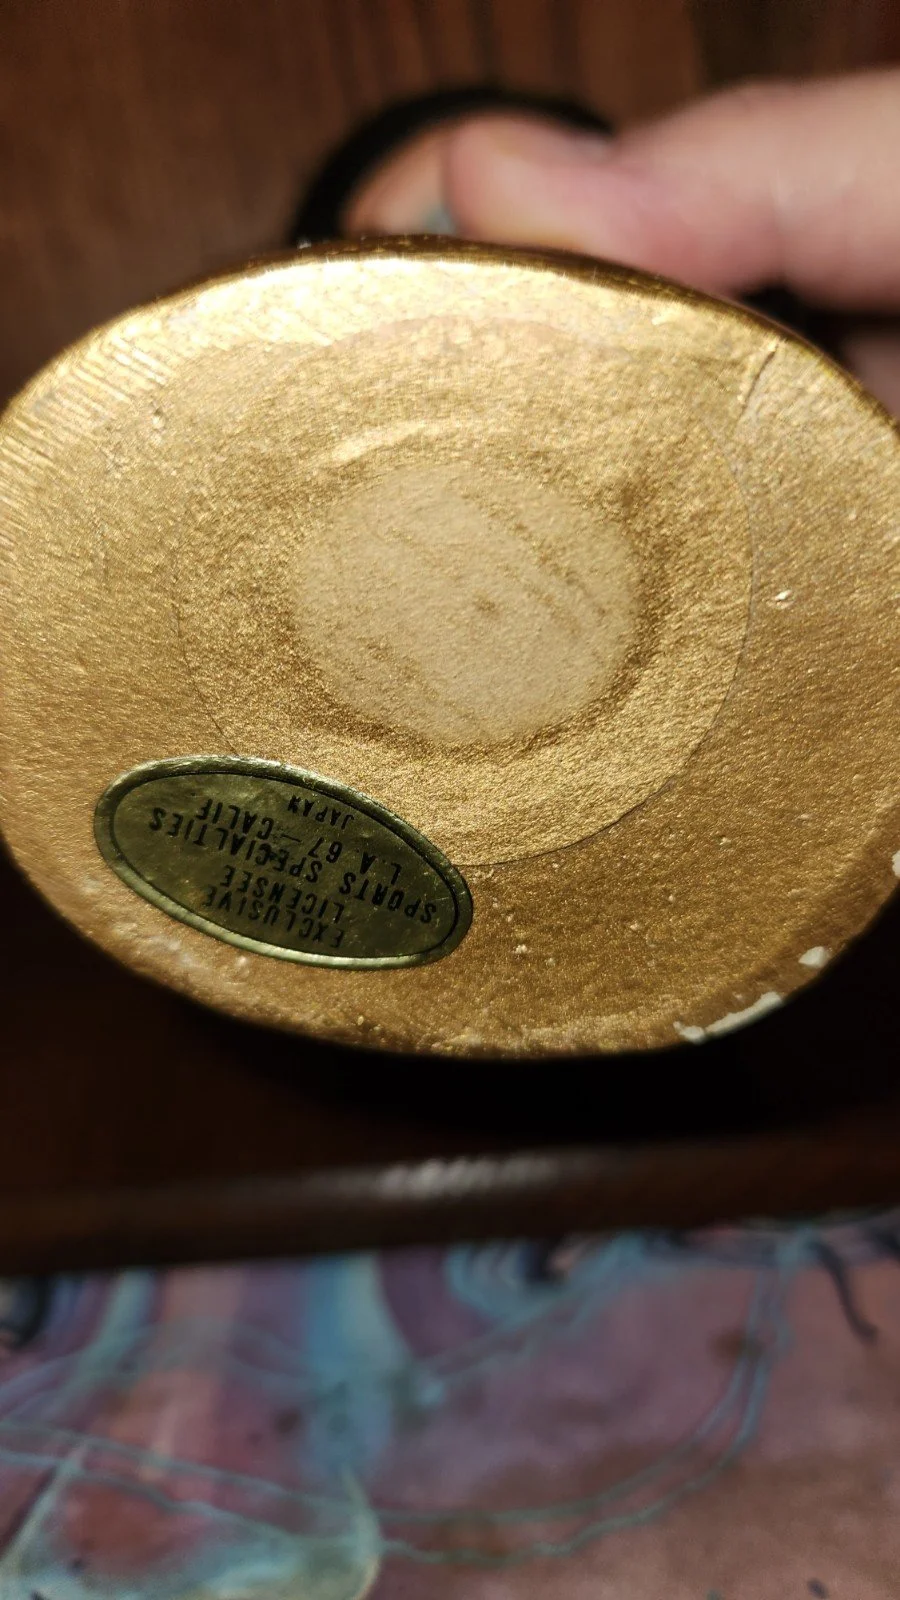 EXCLUSIVE
LICENSEE
SPORTS SPECIALTIES
L.A. 67 — CALIF
JAPAN